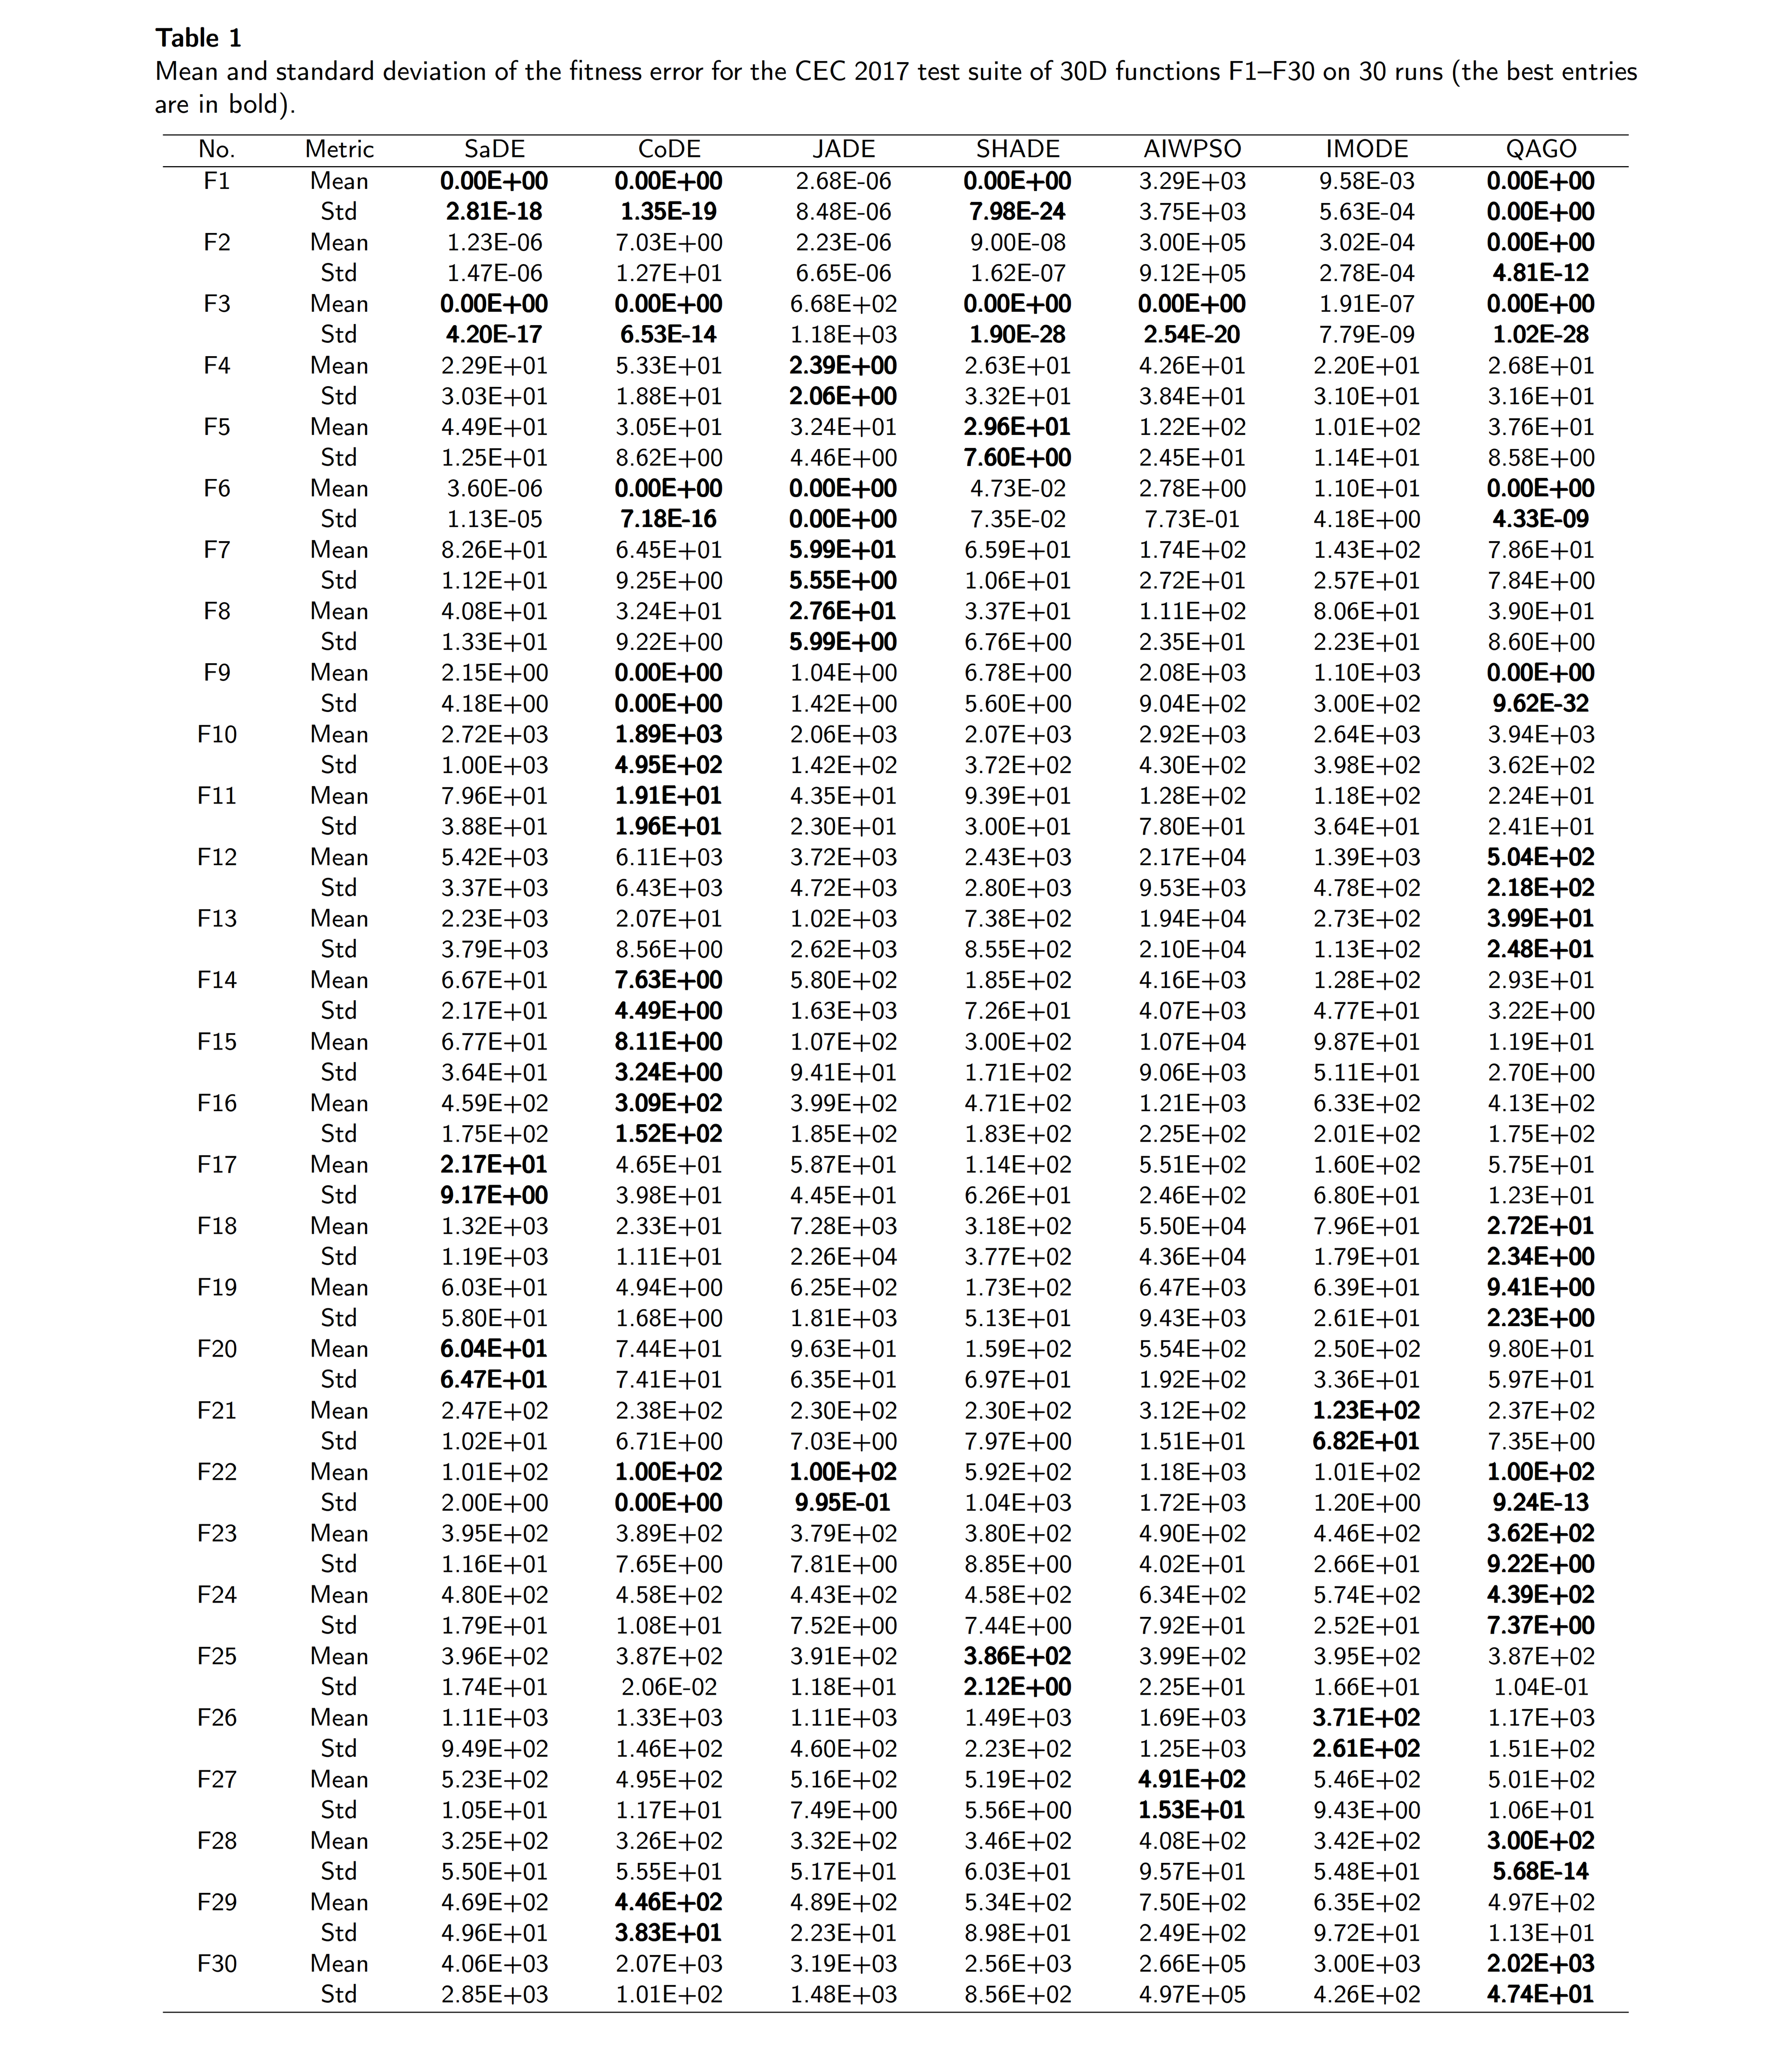 Table 1
Mean and standard deviation of the fitness error for the CEC 2017 test suite of 30D functions F1–F30 on 30 runs (the best entries
are in bold).
No. Metric SaDE CoDE JADE SHADE AIWPSO IMODE QAGO
F1 Mean 0.00E+00 0.00E+00 2.68E-06 0.00E+00 3.29E+03 9.58E-03 0.00E+00
Std 2.81E-18 1.35E-19 8.48E-06 7.98E-24 3.75E+03 5.63E-04 0.00E+00
F2 Mean 1.23E-06 7.03E+00 2.23E-06 9.00E-08 3.00E+05 3.02E-04 0.00E+00
Std 1.47E-06 1.27E+01 6.65E-06 1.62E-07 9.12E+05 2.78E-04 4.81E-12
F3 Mean 0.00E+00 0.00E+00 6.68E+02 0.00E+00 0.00E+00 1.91E-07 0.00E+00
Std 4.20E-17 6.53E-14 1.18E+03 1.90E-28 2.54E-20 7.79E-09 1.02E-28
F4 Mean 2.29E+01 5.33E+01 2.39E+00 2.63E+01 4.26E+01 2.20E+01 2.68E+01
Std 3.03E+01 1.88E+01 2.06E+00 3.32E+01 3.84E+01 3.10E+01 3.16E+01
F5 Mean 4.49E+01 3.05E+01 3.24E+01 2.96E+01 1.22E+02 1.01E+02 3.76E+01
Std 1.25E+01 8.62E+00 4.46E+00 7.60E+00 2.45E+01 1.14E+01 8.58E+00
F6 Mean 3.60E-06 0.00E+00 0.00E+00 4.73E-02 2.78E+00 1.10E+01 0.00E+00
Std 1.13E-05 7.18E-16 0.00E+00 7.35E-02 7.73E-01 4.18E+00 4.33E-09
F7 Mean 8.26E+01 6.45E+01 5.99E+01 6.59E+01 1.74E+02 1.43E+02 7.86E+01
Std 1.12E+01 9.25E+00 5.55E+00 1.06E+01 2.72E+01 2.57E+01 7.84E+00
F8 Mean 4.08E+01 3.24E+01 2.76E+01 3.37E+01 1.11E+02 8.06E+01 3.90E+01
Std 1.33E+01 9.22E+00 5.99E+00 6.76E+00 2.35E+01 2.23E+01 8.60E+00
F9 Mean 2.15E+00 0.00E+00 1.04E+00 6.78E+00 2.08E+03 1.10E+03 0.00E+00
Std 4.18E+00 0.00E+00 1.42E+00 5.60E+00 9.04E+02 3.00E+02 9.62E-32
F10 Mean 2.72E+03 1.89E+03 2.06E+03 2.07E+03 2.92E+03 2.64E+03 3.94E+03
Std 1.00E+03 4.95E+02 1.42E+02 3.72E+02 4.30E+02 3.98E+02 3.62E+02
F11 Mean 7.96E+01 1.91E+01 4.35E+01 9.39E+01 1.28E+02 1.18E+02 2.24E+01
Std 3.88E+01 1.96E+01 2.30E+01 3.00E+01 7.80E+01 3.64E+01 2.41E+01
F12 Mean 5.42E+03 6.11E+03 3.72E+03 2.43E+03 2.17E+04 1.39E+03 5.04E+02
Std 3.37E+03 6.43E+03 4.72E+03 2.80E+03 9.53E+03 4.78E+02 2.18E+02
F13 Mean 2.23E+03 2.07E+01 1.02E+03 7.38E+02 1.94E+04 2.73E+02 3.99E+01
Std 3.79E+03 8.56E+00 2.62E+03 8.55E+02 2.10E+04 1.13E+02 2.48E+01
F14 Mean 6.67E+01 7.63E+00 5.80E+02 1.85E+02 4.16E+03 1.28E+02 2.93E+01
Std 2.17E+01 4.49E+00 1.63E+03 7.26E+01 4.07E+03 4.77E+01 3.22E+00
F15 Mean 6.77E+01 8.11E+00 1.07E+02 3.00E+02 1.07E+04 9.87E+01 1.19E+01
Std 3.64E+01 3.24E+00 9.41E+01 1.71E+02 9.06E+03 5.11E+01 2.70E+00
F16 Mean 4.59E+02 3.09E+02 3.99E+02 4.71E+02 1.21E+03 6.33E+02 4.13E+02
Std 1.75E+02 1.52E+02 1.85E+02 1.83E+02 2.25E+02 2.01E+02 1.75E+02
F17 Mean 2.17E+01 4.65E+01 5.87E+01 1.14E+02 5.51E+02 1.60E+02 5.75E+01
Std 9.17E+00 3.98E+01 4.45E+01 6.26E+01 2.46E+02 6.80E+01 1.23E+01
F18 Mean 1.32E+03 2.33E+01 7.28E+03 3.18E+02 5.50E+04 7.96E+01 2.72E+01
Std 1.19E+03 1.11E+01 2.26E+04 3.77E+02 4.36E+04 1.79E+01 2.34E+00
F19 Mean 6.03E+01 4.94E+00 6.25E+02 1.73E+02 6.47E+03 6.39E+01 9.41E+00
Std 5.80E+01 1.68E+00 1.81E+03 5.13E+01 9.43E+03 2.61E+01 2.23E+00
F20 Mean 6.04E+01 7.44E+01 9.63E+01 1.59E+02 5.54E+02 2.50E+02 9.80E+01
Std 6.47E+01 7.41E+01 6.35E+01 6.97E+01 1.92E+02 3.36E+01 5.97E+01
F21 Mean 2.47E+02 2.38E+02 2.30E+02 2.30E+02 3.12E+02 1.23E+02 2.37E+02
Std 1.02E+01 6.71E+00 7.03E+00 7.97E+00 1.51E+01 6.82E+01 7.35E+00
F22 Mean 1.01E+02 1.00E+02 1.00E+02 5.92E+02 1.18E+03 1.01E+02 1.00E+02
Std 2.00E+00 0.00E+00 9.95E-01 1.04E+03 1.72E+03 1.20E+00 9.24E-13
F23 Mean 3.95E+02 3.89E+02 3.79E+02 3.80E+02 4.90E+02 4.46E+02 3.62E+02
Std 1.16E+01 7.65E+00 7.81E+00 8.85E+00 4.02E+01 2.66E+01 9.22E+00
F24 Mean 4.80E+02 4.58E+02 4.43E+02 4.58E+02 6.34E+02 5.74E+02 4.39E+02
Std 1.79E+01 1.08E+01 7.52E+00 7.44E+00 7.92E+01 2.52E+01 7.37E+00
F25 Mean 3.96E+02 3.87E+02 3.91E+02 3.86E+02 3.99E+02 3.95E+02 3.87E+02
Std 1.74E+01 2.06E-02 1.18E+01 2.12E+00 2.25E+01 1.66E+01 1.04E-01
F26 Mean 1.11E+03 1.33E+03 1.11E+03 1.49E+03 1.69E+03 3.71E+02 1.17E+03
Std 9.49E+02 1.46E+02 4.60E+02 2.23E+02 1.25E+03 2.61E+02 1.51E+02
F27 Mean 5.23E+02 4.95E+02 5.16E+02 5.19E+02 4.91E+02 5.46E+02 5.01E+02
Std 1.05E+01 1.17E+01 7.49E+00 5.56E+00 1.53E+01 9.43E+00 1.06E+01
F28 Mean 3.25E+02 3.26E+02 3.32E+02 3.46E+02 4.08E+02 3.42E+02 3.00E+02
Std 5.50E+01 5.55E+01 5.17E+01 6.03E+01 9.57E+01 5.48E+01 5.68E-14
F29 Mean 4.69E+02 4.46E+02 4.89E+02 5.34E+02 7.50E+02 6.35E+02 4.97E+02
Std 4.96E+01 3.83E+01 2.23E+01 8.98E+01 2.49E+02 9.72E+01 1.13E+01
F30 Mean 4.06E+03 2.07E+03 3.19E+03 2.56E+03 2.66E+05 3.00E+03 2.02E+03
Std 2.85E+03 1.01E+02 1.48E+03 8.56E+02 4.97E+05 4.26E+02 4.74E+01